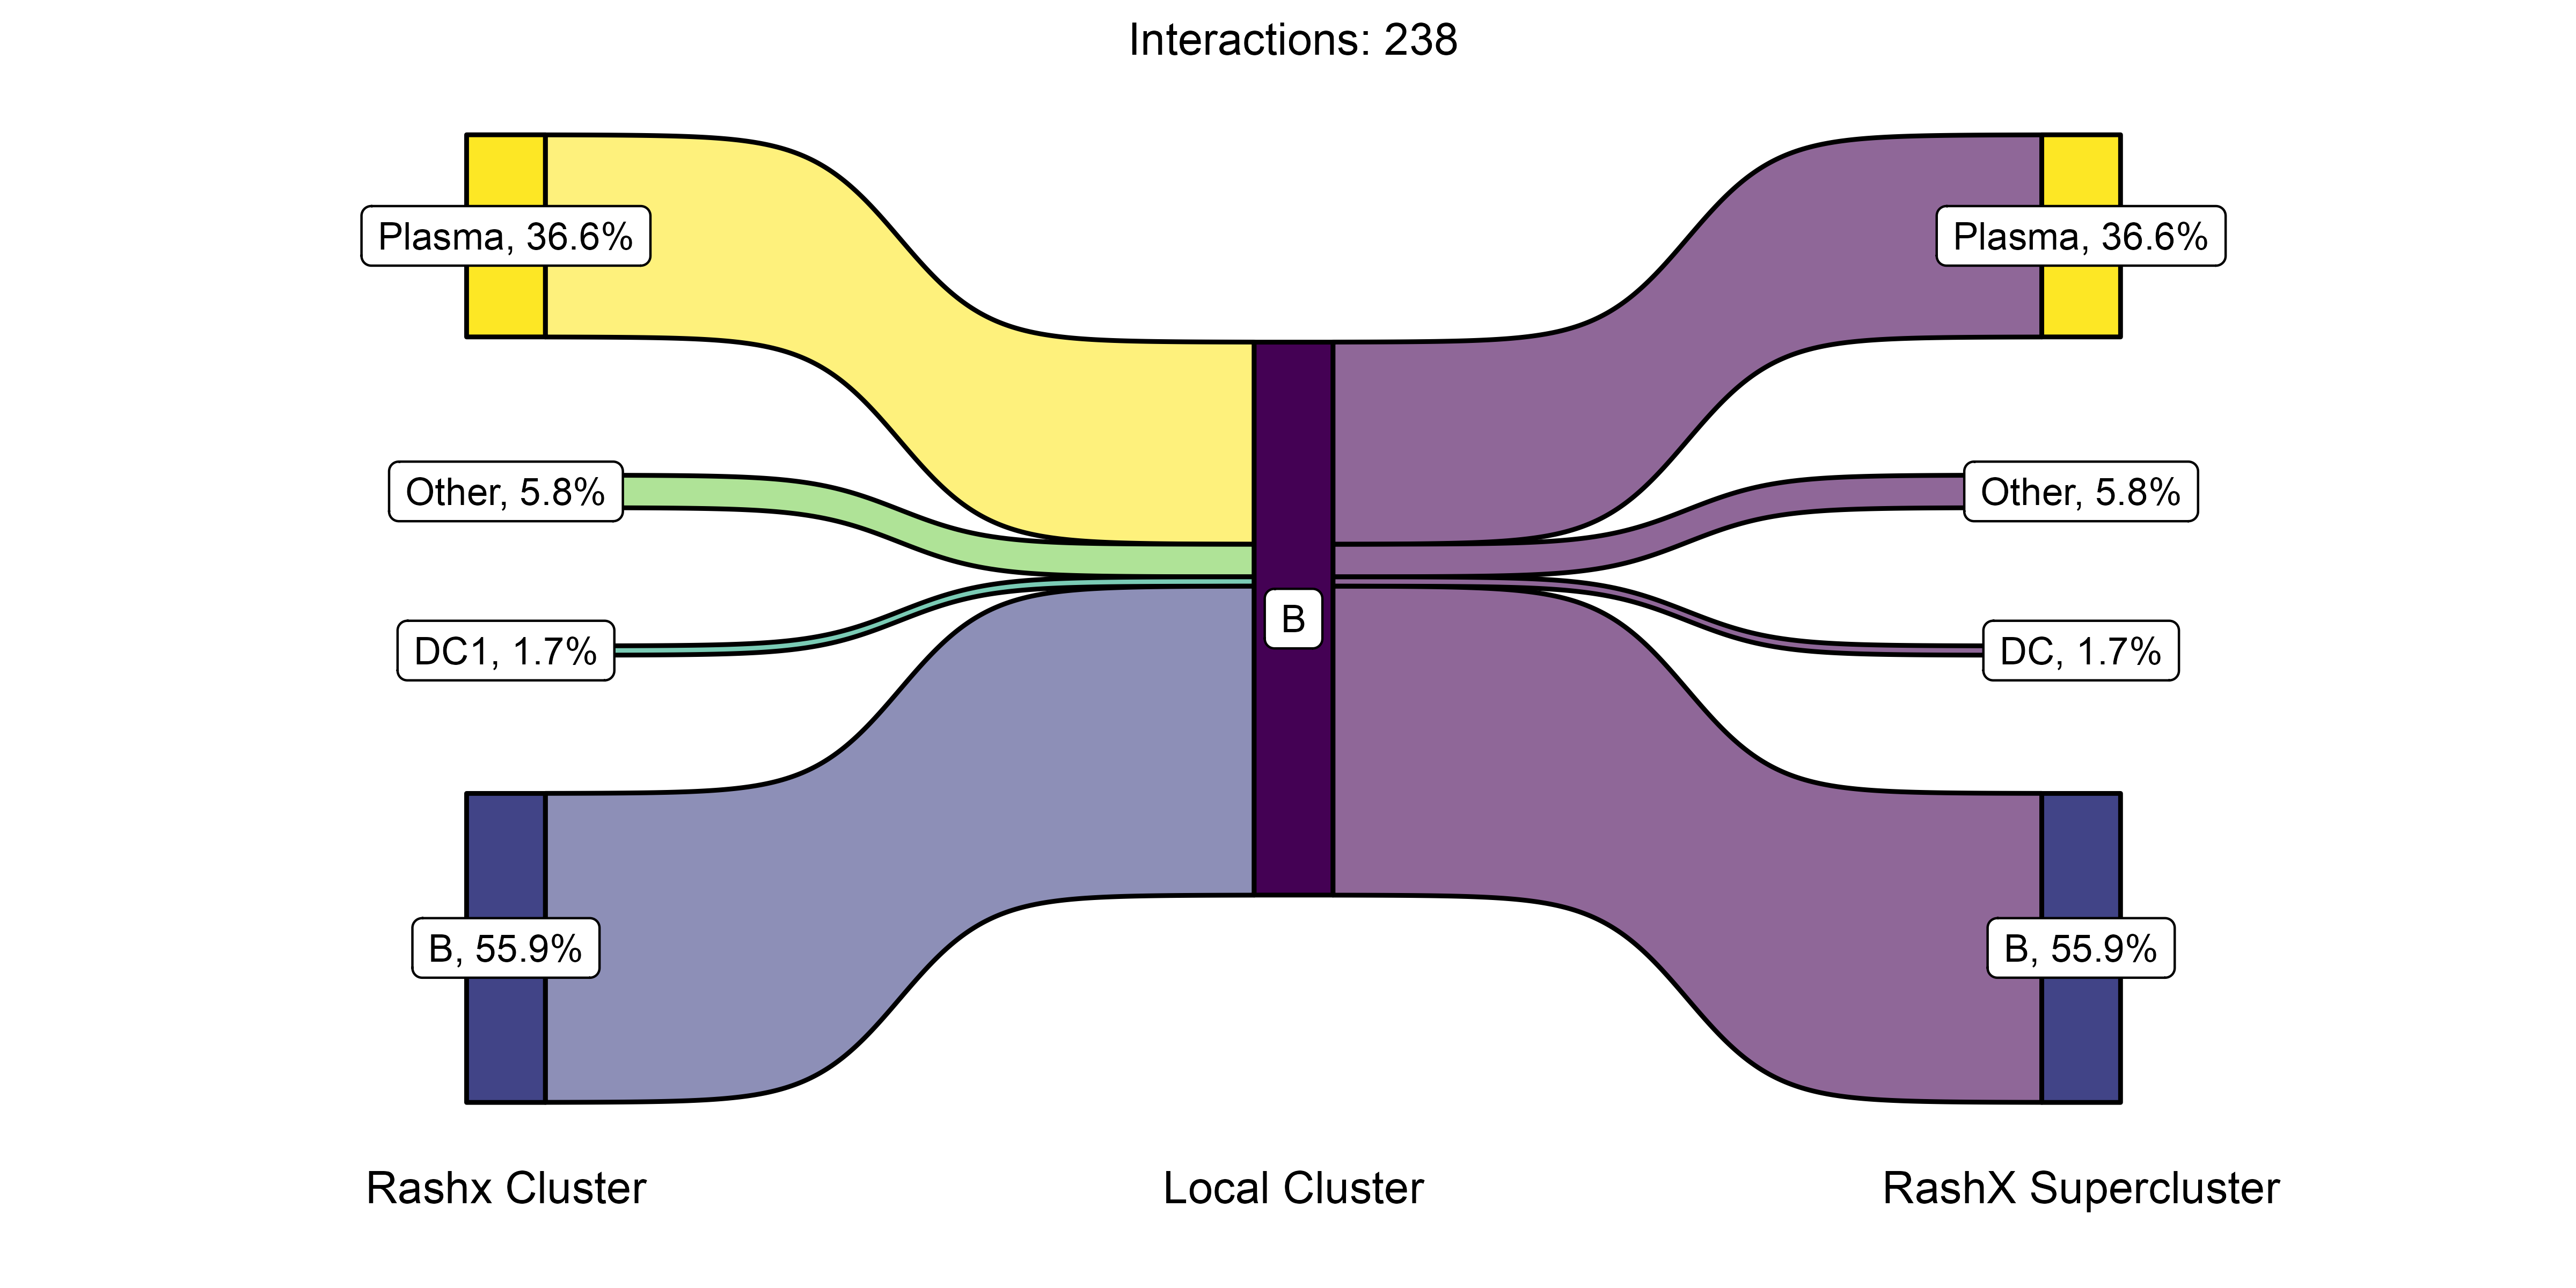 Interactions: 238
Plasma, 36.6%
Plasma, 36.6%
Other, 5.8%
Other, 5.8%
B
DC1, 1.7%
DC, 1.7%
B, 55.9%
B, 55.9%
Rashx Cluster
Local Cluster
RashX Supercluster